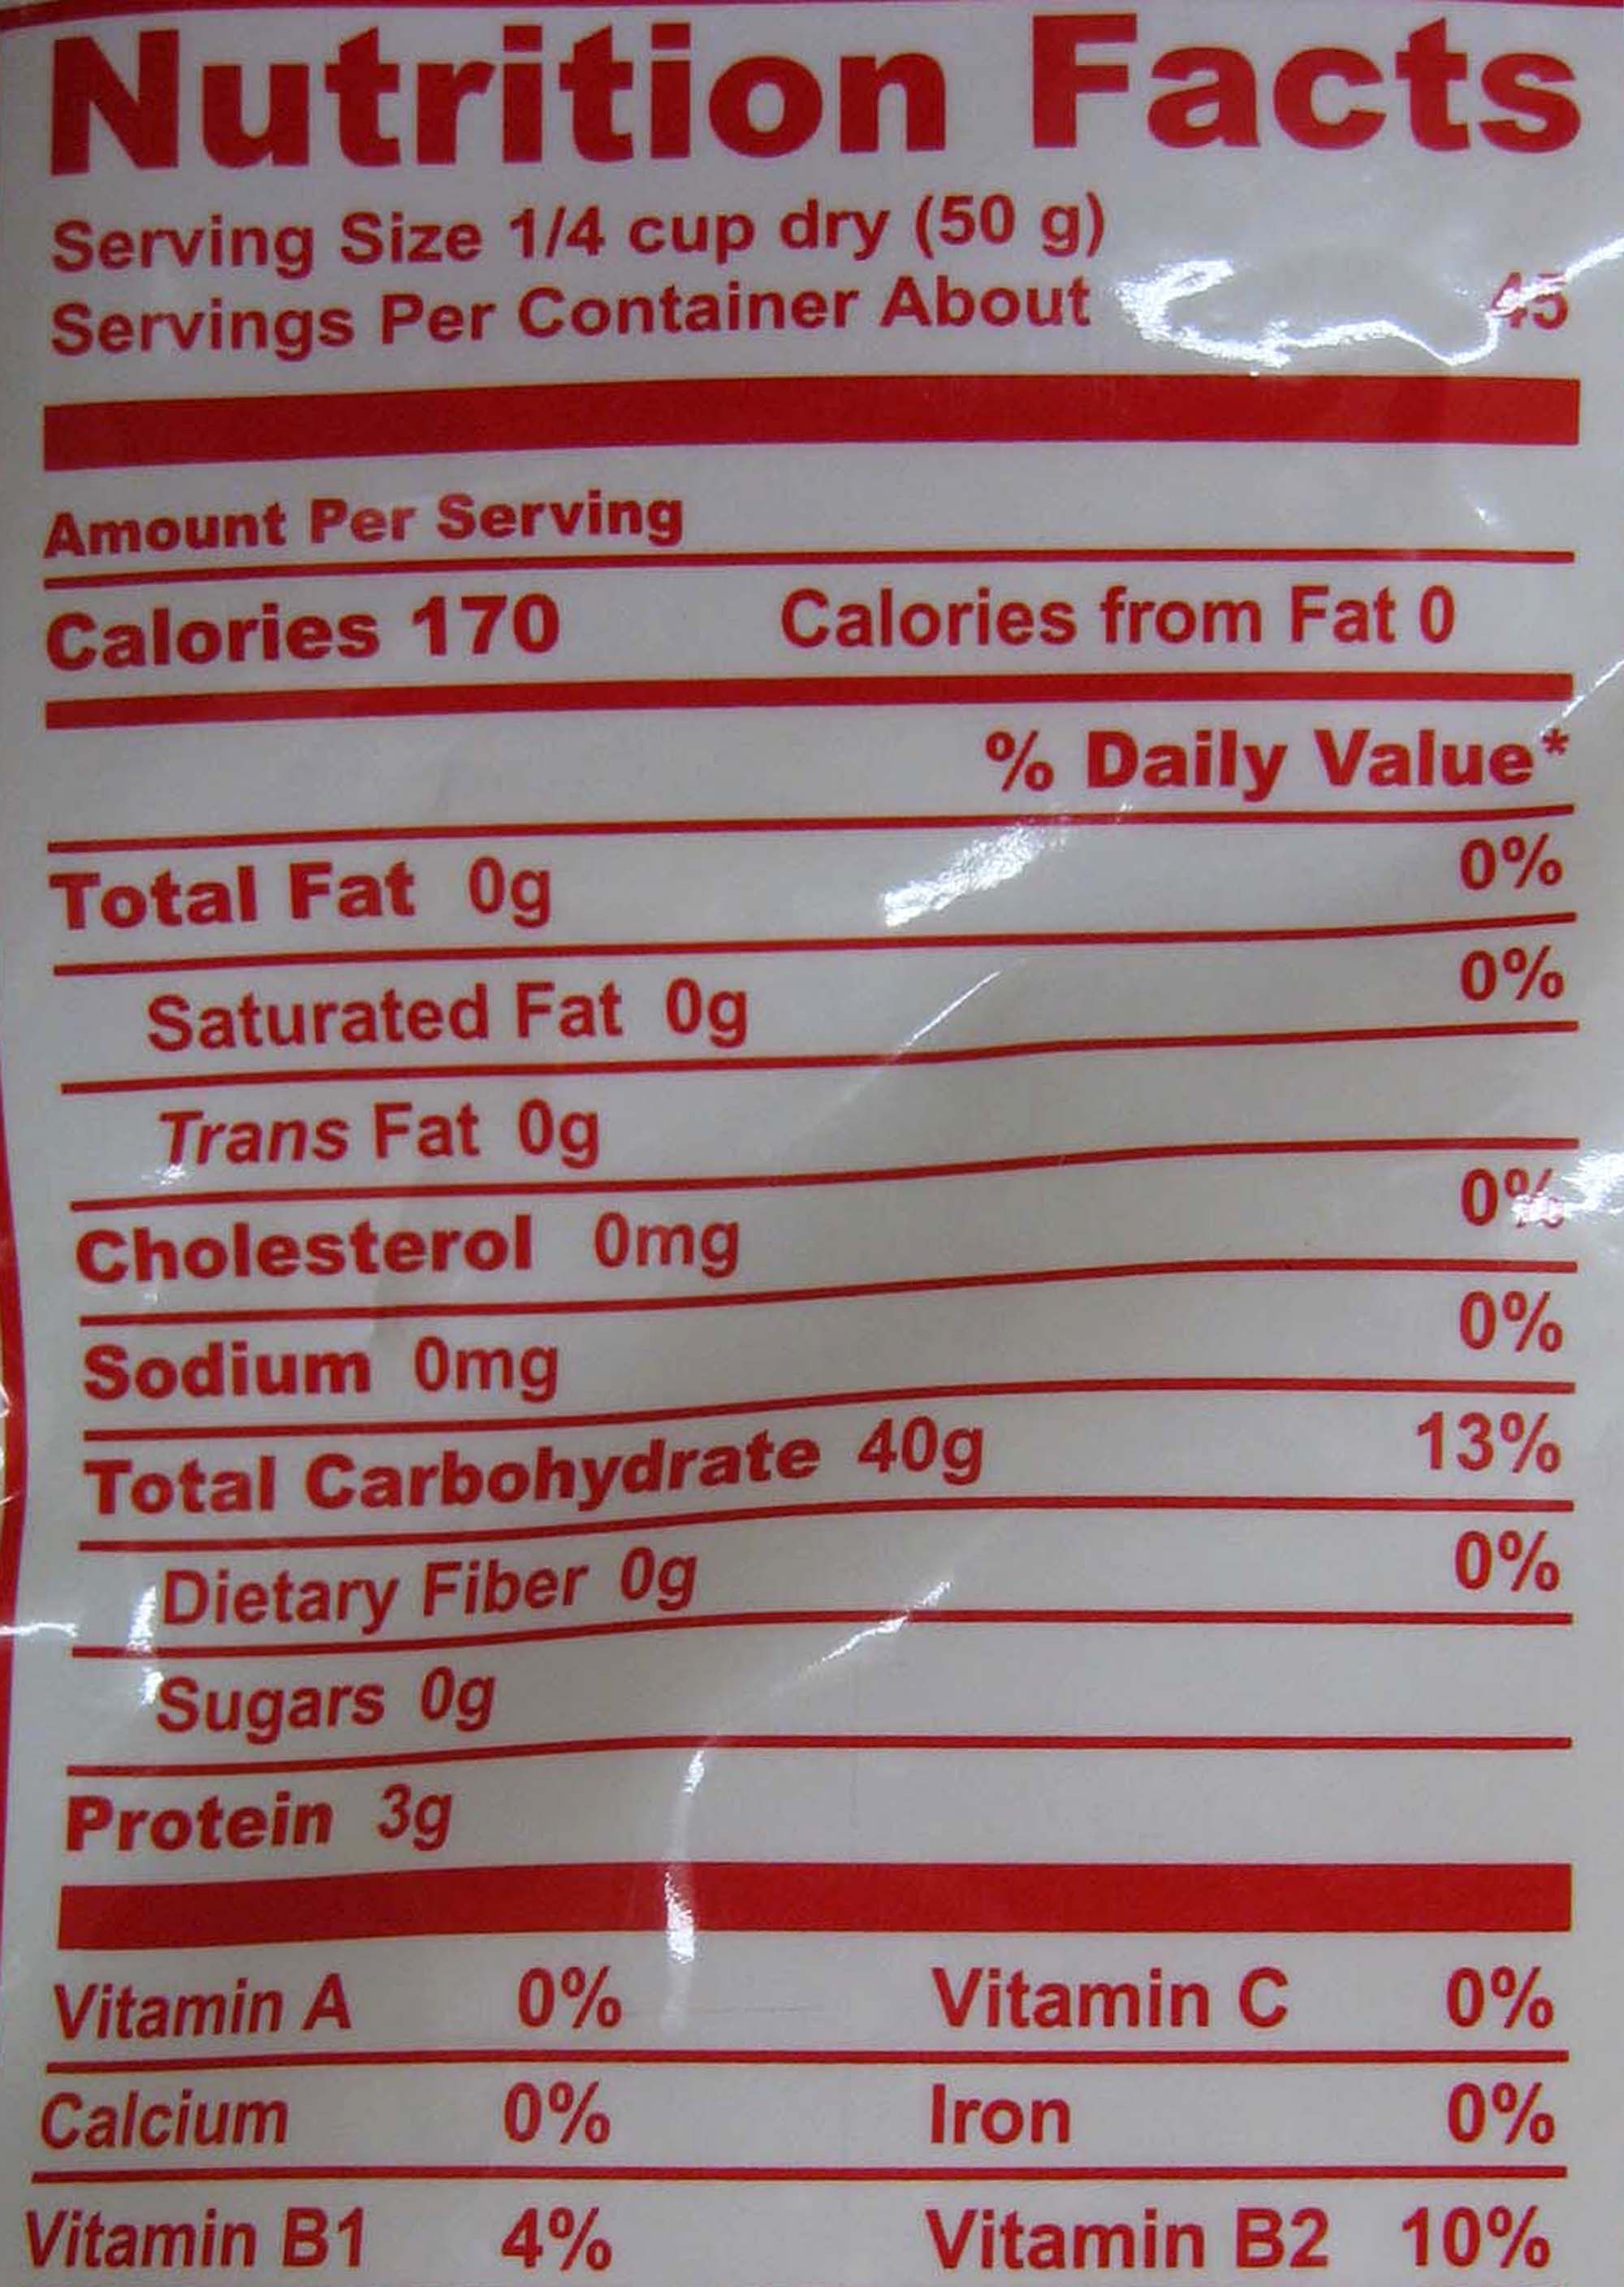 Nutrition Facts
Serving Size 1/4 cup dry (50 g)
Servings Per Container About 45
Amount Per Serving
Calories 170 Calories from Fat 0
% Daily Value*
Total Fat 0g 0%
Saturated Fat 0g 0%
Trans Fat 0g
Cholesterol 0mg 0%
Sodium 0mg 0%
Total Carbohydrate 40g 13%
Dietary Fiber 0g 0%
Sugars 0g
Protein 3g
Vitamin A 0% Vitamin C 0%
Calcium 0% Iron 0%
Vitamin B1 4% Vitamin B2 10%